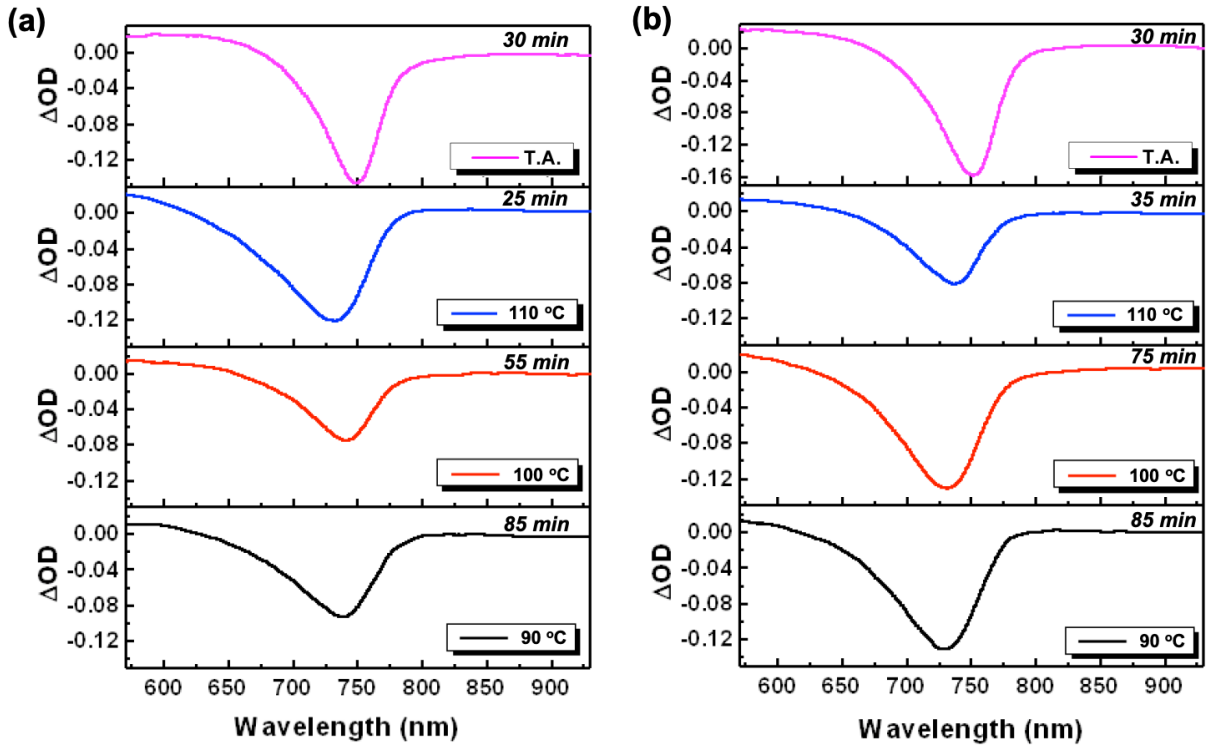 (a)
30 min
0.00
-0.04
-0.08
-0.12
ΔOD
T.A.
25 min
0.00
-0.04
-0.08
-0.12
ΔOD
110 ºC
55 min
0.00
-0.04
-0.08
-0.12
ΔOD
100 ºC
85 min
0.00
-0.04
-0.08
-0.12
ΔOD
90 ºC
600 650 700 750 800 850 900
Wavelength (nm)
(b)
30 min
0.00
-0.04
-0.08
-0.12
-0.16
ΔOD
T.A.
35 min
0.00
-0.04
-0.08
-0.12
ΔOD
110 ºC
75 min
0.00
-0.04
-0.08
-0.12
ΔOD
100 ºC
85 min
0.00
-0.04
-0.08
-0.12
ΔOD
90 ºC
600 650 700 750 800 850 900
Wavelength (nm)